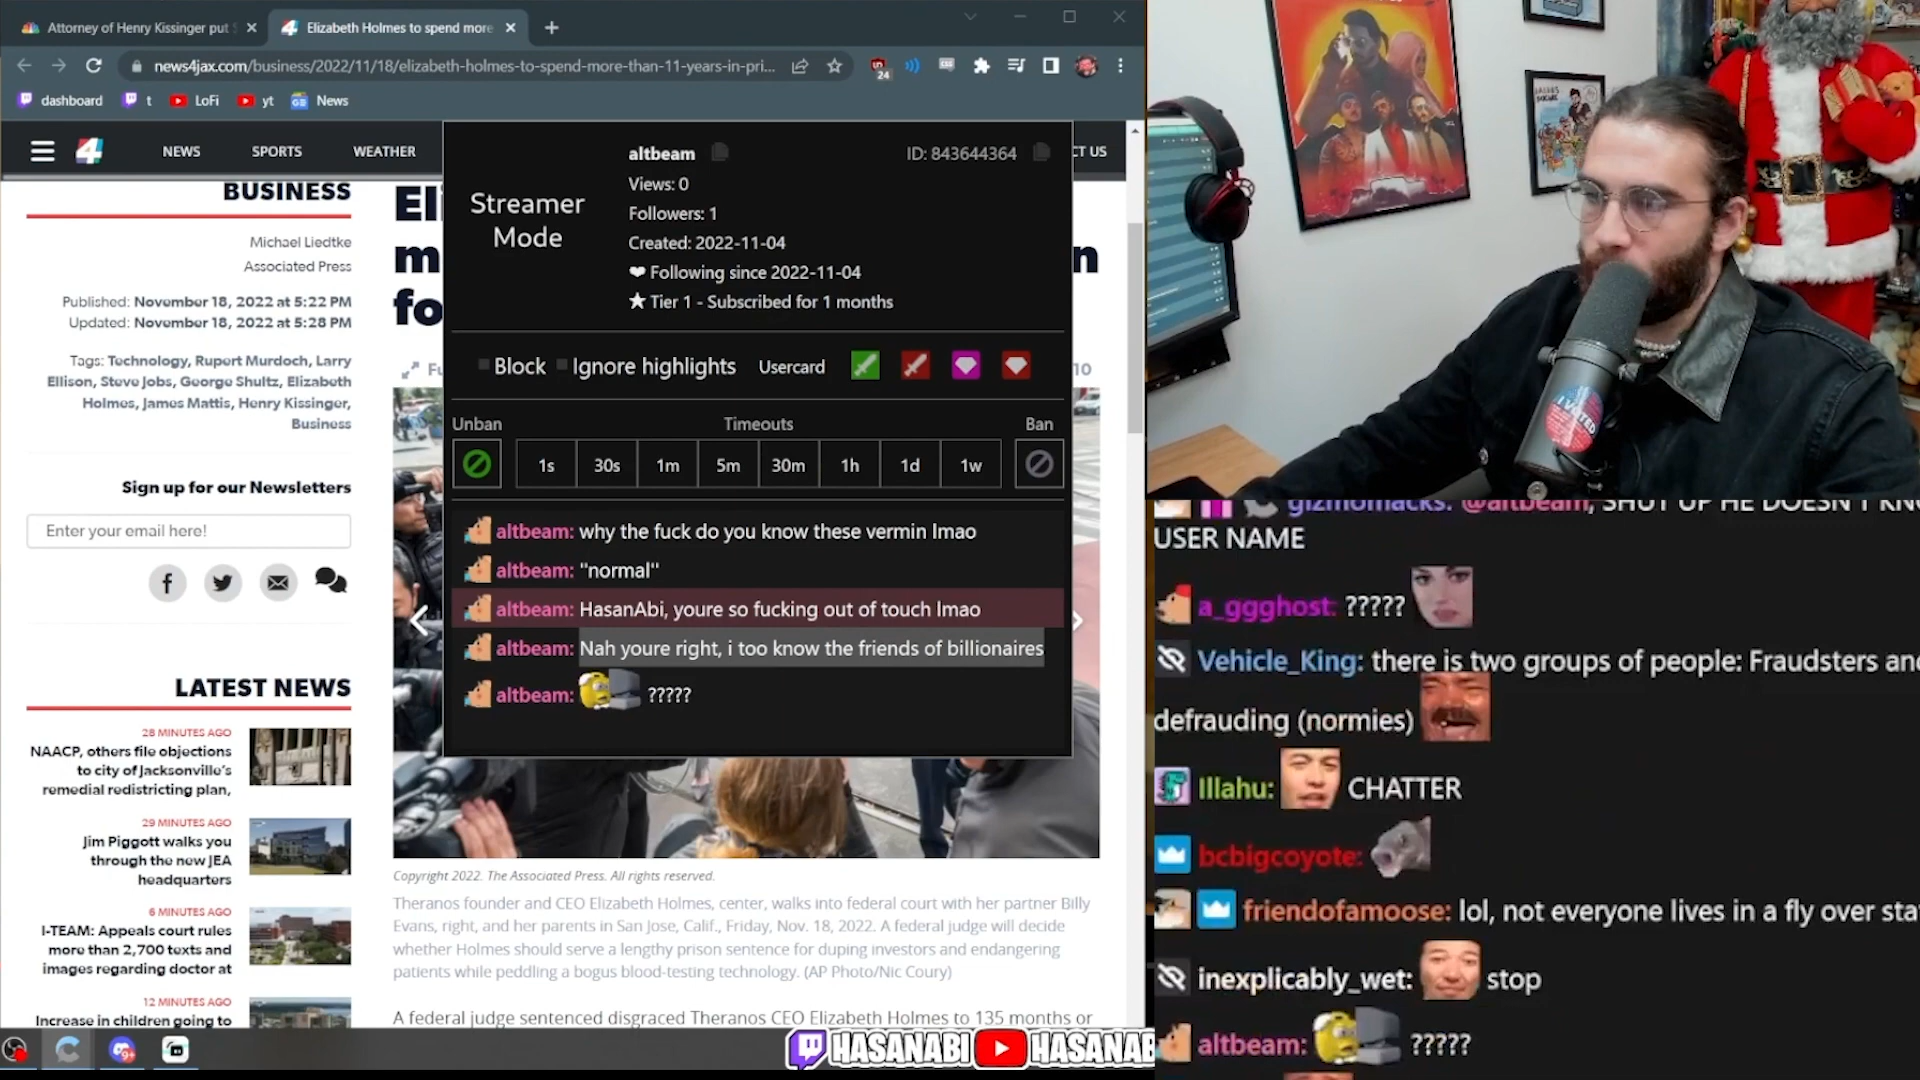 Attorney of Henry Kissinger put
Elizabeth Holmes to spend more
news4jax.com/business/2022/11/18/elizabeth-holmes-to-spend-more-than-11-years-in-pri...
24
dashboard t LoFi yt News
4 NEWS SPORTS WEATHER CT US
BUSINESS
Michael Liedtke
Associated Press
Published: November 18, 2022 at 5:22 PM
Updated: November 18, 2022 at 5:28 PM
Tags: Technology, Rupert Murdoch, Larry
Ellison, Steve Jobs, George Shultz, Elizabeth
Holmes, James Mattis, Henry Kissinger,
Business
Sign up for our Newsletters
Enter your email here!
LATEST NEWS
28 MINUTES AGO
NAACP, others file objections
to city of Jacksonville's
remedial redistricting plan,
29 MINUTES AGO
Jim Piggott walks you
through the new JEA
headquarters
6 MINUTES AGO
I-TEAM: Appeals court rules
more than 2,700 texts and
images regarding doctor at
12 MINUTES AGO
Increase in children going to
fo
10
Streamer
Mode
altbeam ID: 843644364
Views: 0
Followers: 1
Created: 2022-11-04
Following since 2022-11-04
Tier 1 - Subscribed for 1 months
Block Ignore highlights Usercard
Unban Timeouts Ban
1s 30s 1m 5m 30m 1h 1d 1w
altbeam: why the fuck do you know these vermin lmao
altbeam: "normal"
altbeam: HasanAbi, youre so fucking out of touch lmao
altbeam: Nah youre right, i too know the friends of billionaires
altbeam: ?????
Copyright 2022. The Associated Press. All rights reserved.
Theranos founder and CEO Elizabeth Holmes, center, walks into federal court with her partner Billy
Evans, right, and her parents in San Jose, Calif., Friday, Nov. 18, 2022. A federal judge will decide
whether Holmes should serve a lengthy prison sentence for duping investors and endangering
patients while peddling a bogus blood-testing technology. (AP Photo/Nic Coury)
A federal judge sentenced disgraced Theranos CEO Elizabeth Holmes to 135 months or
HASANABI HASANAB
I VOTED
gizmomacks: @altbeam, SHUT UP HE DOESN'T KN
USER NAME
a_ggghost: ?????
Vehicle_King: there is two groups of people: Fraudsters and
defrauding (normies)
Illahu: CHATTER
bcbigcoyote:
friendofamoose: lol, not everyone lives in a fly over sta
inexplicably_wet: stop
altbeam: ?????